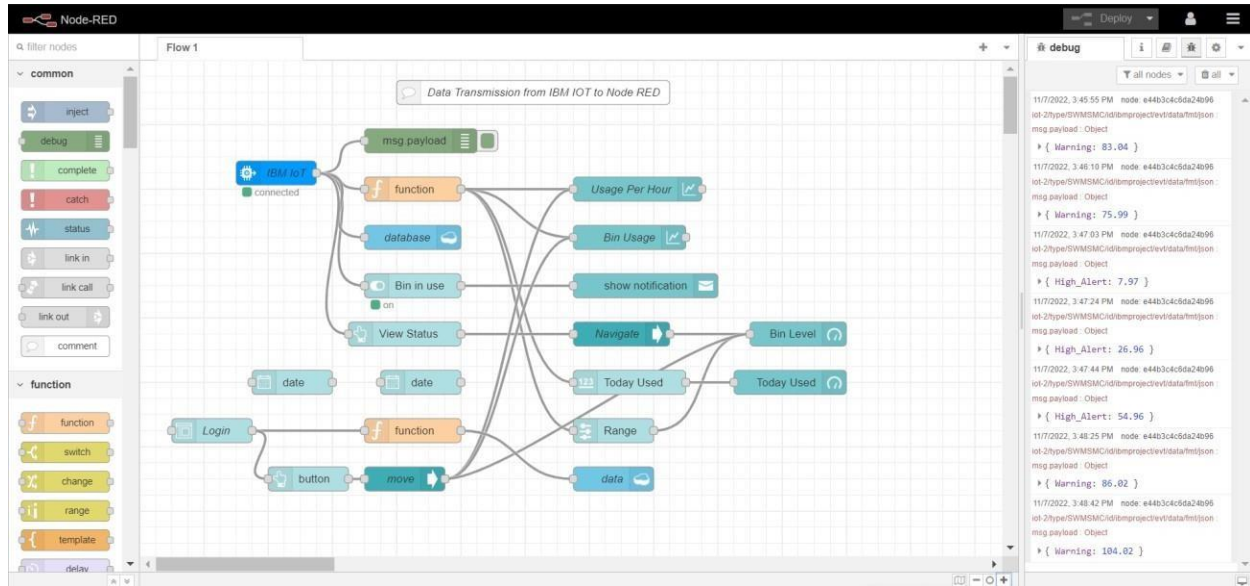 Node-RED
Deploy
filter nodes
Flow 1
debug
i
all nodes
all
common
inject
debug
complete
catch
status
link in
link call
link out
comment
function
function
switch
change
range
template
delay
Data Transmission from IBM IOT to Node RED
msg.payload
IBM IoT
connected
function
Usage Per Hour
database
Bin Usage
Bin in use
on
show notification
View Status
Navigate
Bin Level
date
date
123
Today Used
Today Used
Login
function
Range
button
move
data
11/7/2022, 3:45:55 PM node: e44b3c4c6da24b96
iot-2/type/SWMSMC/id/ibmproject/evt/data/fmt/json :
msg.payload : Object
{ Warning: 83.04 }
11/7/2022, 3:46:10 PM node: e44b3c4c6da24b96
iot-2/type/SWMSMC/id/ibmproject/evt/data/fmt/json :
msg.payload : Object
{ Warning: 75.99 }
11/7/2022, 3:47:03 PM node: e44b3c4c6da24b96
iot-2/type/SWMSMC/id/ibmproject/evt/data/fmt/json :
msg.payload : Object
{ High_Alert: 7.97 }
11/7/2022, 3:47:24 PM node: e44b3c4c6da24b96
iot-2/type/SWMSMC/id/ibmproject/evt/data/fmt/json :
msg.payload : Object
{ High_Alert: 26.96 }
11/7/2022, 3:47:44 PM node: e44b3c4c6da24b96
iot-2/type/SWMSMC/id/ibmproject/evt/data/fmt/json :
msg.payload : Object
{ High_Alert: 54.96 }
11/7/2022, 3:48:25 PM node: e44b3c4c6da24b96
iot-2/type/SWMSMC/id/ibmproject/evt/data/fmt/json :
msg.payload : Object
{ Warning: 86.02 }
11/7/2022, 3:48:42 PM node: e44b3c4c6da24b96
iot-2/type/SWMSMC/id/ibmproject/evt/data/fmt/json :
msg.payload : Object
{ Warning: 104.02 }